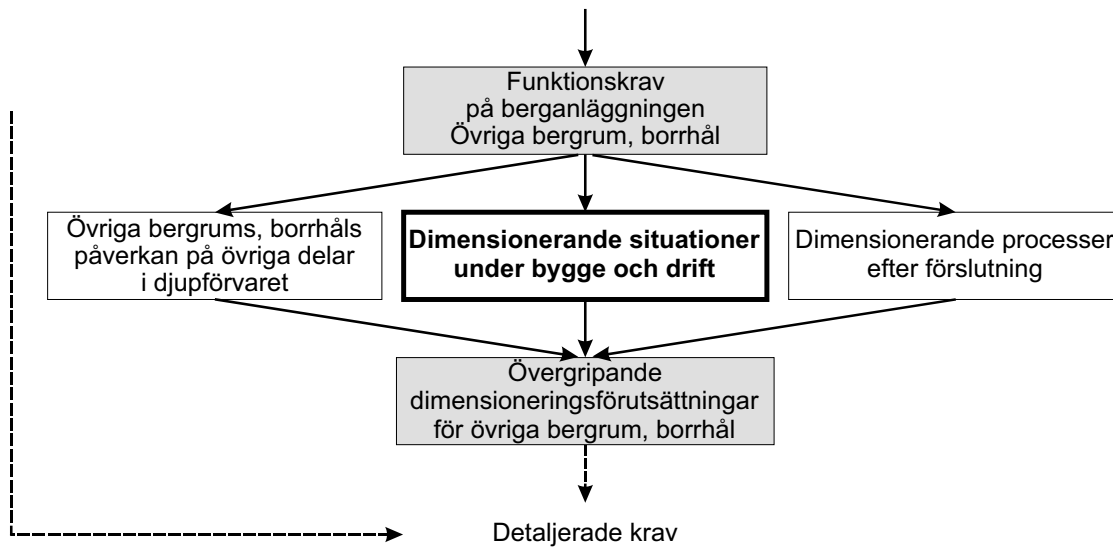 Funktionskrav
på berganläggningen
Övriga bergrum, borrhål
Övriga bergrums, borrhåls
påverkan på övriga delar
i djupförvaret
Dimensionerande situationer
under bygge och drift
Dimensionerande processer
efter förslutning
Övergripande
dimensioneringsförutsättningar
för övriga bergrum, borrhål
Detaljerade krav